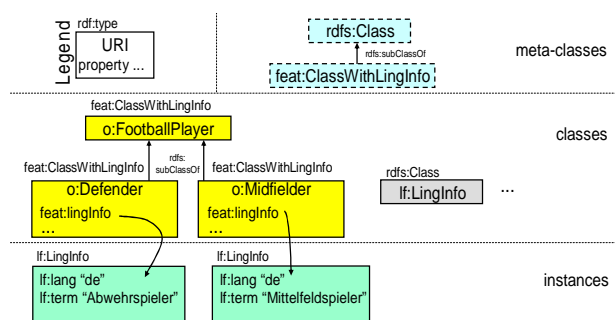 Legend
rdf:type
URI
property ...
rdfs:Class
rdfs:subClassOf
feat:ClassWithLingInfo
meta-classes
feat:ClassWithLingInfo
o:FootballPlayer
classes
feat:ClassWithLingInfo
rdfs:
subClassOf
feat:ClassWithLingInfo
o:Defender
feat:lingInfo
...
o:Midfielder
feat:lingInfo
...
rdfs:Class
lf:LingInfo
...
lf:LingInfo
lf:lang “de”
lf:term “Abwehrspieler”
lf:LingInfo
lf:lang “de”
lf:term “Mittelfeldspieler”
instances